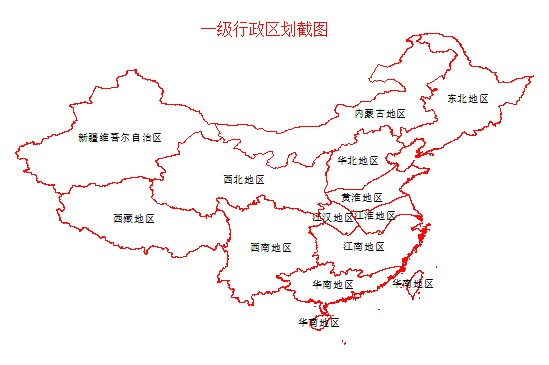 一级行政区划截图
东北地区
内蒙古地区
新疆维吾尔自治区
华北地区
西北地区
黄淮地区
西藏地区
江汉地区
江淮地区
西南地区
江南地区
华南地区
华南地区
华南地区